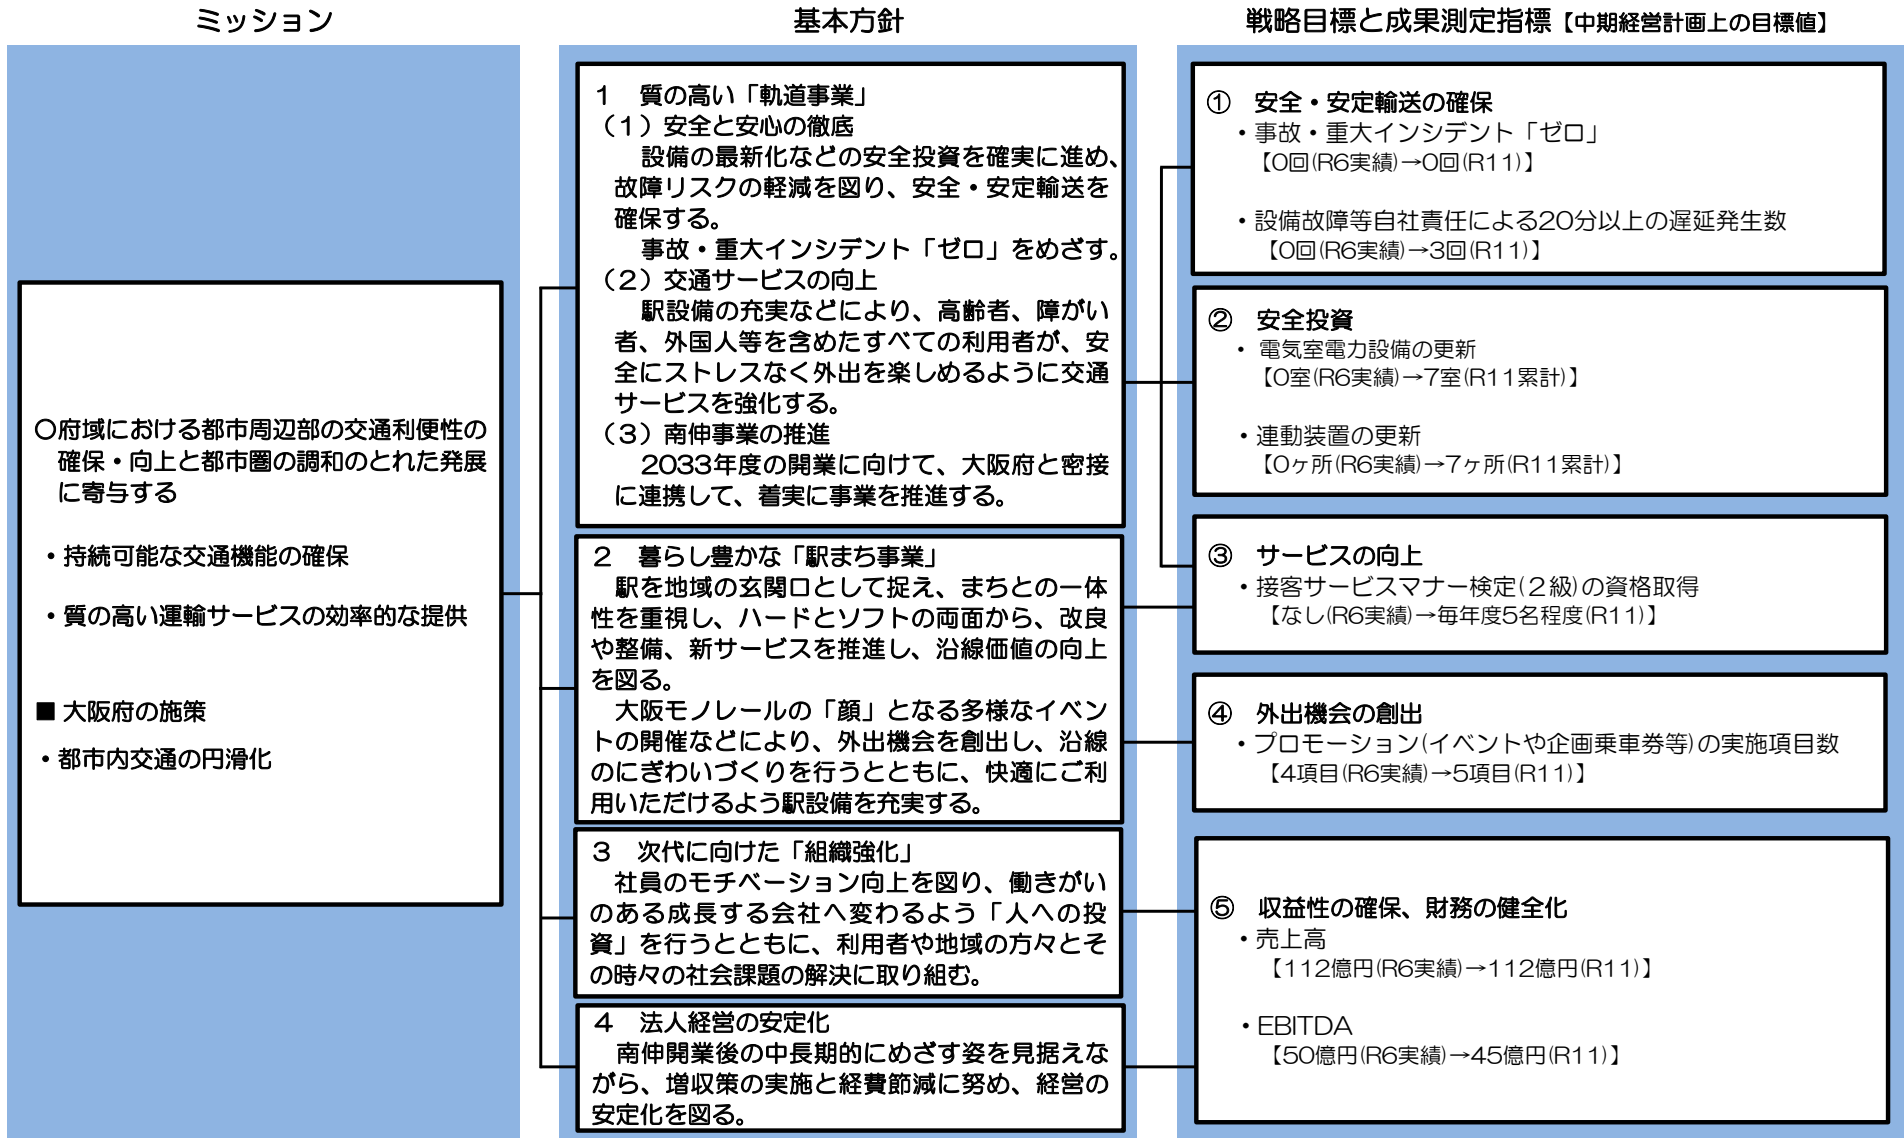 ミッション
○府域における都市周辺部の交通利便性の
確保・向上と都市圏の調和のとれた発展
に寄与する
・持続可能な交通機能の確保
・質の高い運輸サービスの効率的な提供
■ 大阪府の施策
・都市内交通の円滑化
基本方針
１　質の高い「軌道事業」
（１）安全と安心の徹底
設備の最新化などの安全投資を確実に進め、
故障リスクの軽減を図り、安全・安定輸送を
確保する。
事故・重大インシデント「ゼロ」をめざす。
（２）交通サービスの向上
駅設備の充実などにより、高齢者、障がい
者、外国人等を含めたすべての利用者が、安
全にストレスなく外出を楽しめるように交通
サービスを強化する。
（３）南伸事業の推進
2033年度の開業に向けて、大阪府と密接
に連携して、着実に事業を推進する。
２　暮らし豊かな「駅まち事業」
駅を地域の玄関口として捉え、まちとの一体
性を重視し、ハードとソフトの両面から、改良
や整備、新サービスを推進し、沿線価値の向上
を図る。
大阪モノレールの「顔」となる多様なイベン
トの開催などにより、外出機会を創出し、沿線
のにぎわいづくりを行うとともに、快適にご利
用いただけるよう駅設備を充実する。
３　次代に向けた「組織強化」
社員のモチベーション向上を図り、働きがい
のある成長する会社へ変わるよう「人への投
資」を行うとともに、利用者や地域の方々とそ
の時々の社会課題の解決に取り組む。
４　法人経営の安定化
南伸開業後の中長期的にめざす姿を見据えな
がら、増収策の実施と経費節減に努め、経営の
安定化を図る。
戦略目標と成果測定指標【中期経営計画上の目標値】
①　安全・安定輸送の確保
・事故・重大インシデント「ゼロ」
【0回(R6実績)→0回(R11)】
・設備故障等自社責任による20分以上の遅延発生数
【0回(R6実績)→3回(R11)】
②　安全投資
・ 電気室電力設備の更新
【0室(R6実績)→7室(R11累計)】
・連動装置の更新
【0ヶ所(R6実績)→7ヶ所(R11累計)】
③　サービスの向上
・接客サービスマナー検定(２級)の資格取得
【なし(R6実績)→毎年度5名程度(R11)】
④　外出機会の創出
・プロモーション(イベントや企画乗車券等)の実施項目数
【4項目(R6実績)→5項目(R11)】
⑤　収益性の確保、財務の健全化
・売上高
【112億円(R6実績)→112億円(R11)】
・EBITDA
【50億円(R6実績)→45億円(R11)】